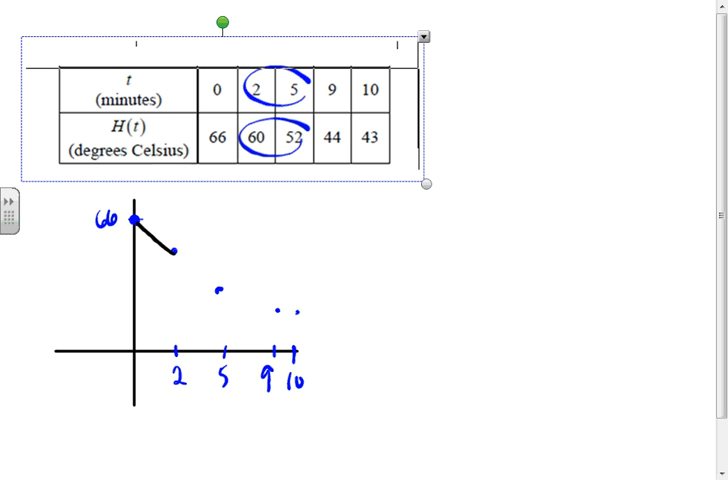 t (minutes) 0 2 5 9 10
H(t) (degrees Celsius) 66 60 52 44 43
66
2 5 9 10